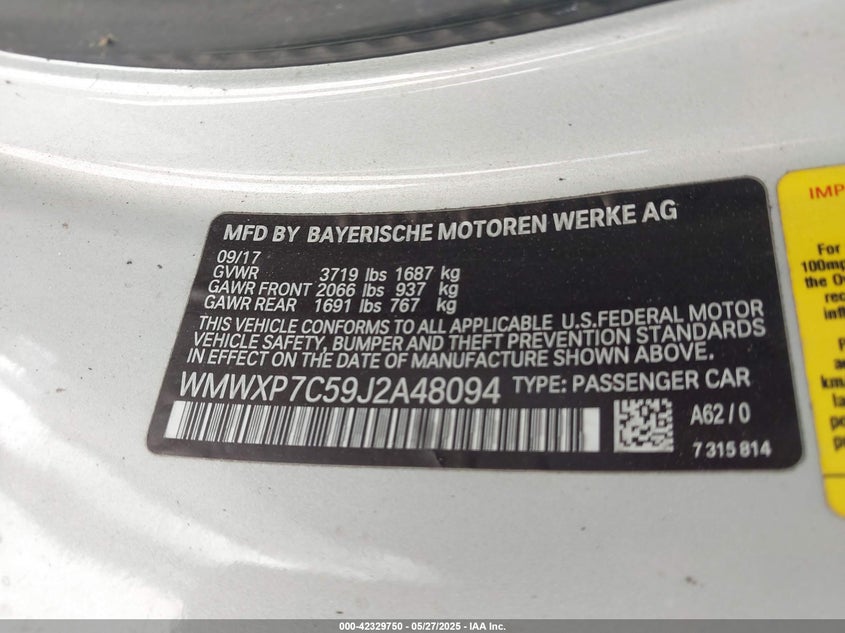 MFD BY BAYERISCHE MOTOREN WERKE AG
09/17
GVWR 3719 lbs 1687 kg
GAWR FRONT 2066 lbs 937 kg
GAWR REAR 1691 lbs 767 kg
THIS VEHICLE CONFORMS TO ALL APPLICABLE U.S.FEDERAL MOTOR
VEHICLE SAFETY, BUMPER AND THEFT PREVENTION STANDARDS
IN EFFECT ON THE DATE OF MANUFACTURE SHOWN ABOVE.
WMWXP7C59J2A48094 TYPE: PASSENGER CAR
A62/0
7 315 814
IMP
For
100mp
the Ov
rec
infl
000-42329750 — 05/27/2025 — IAA Inc.